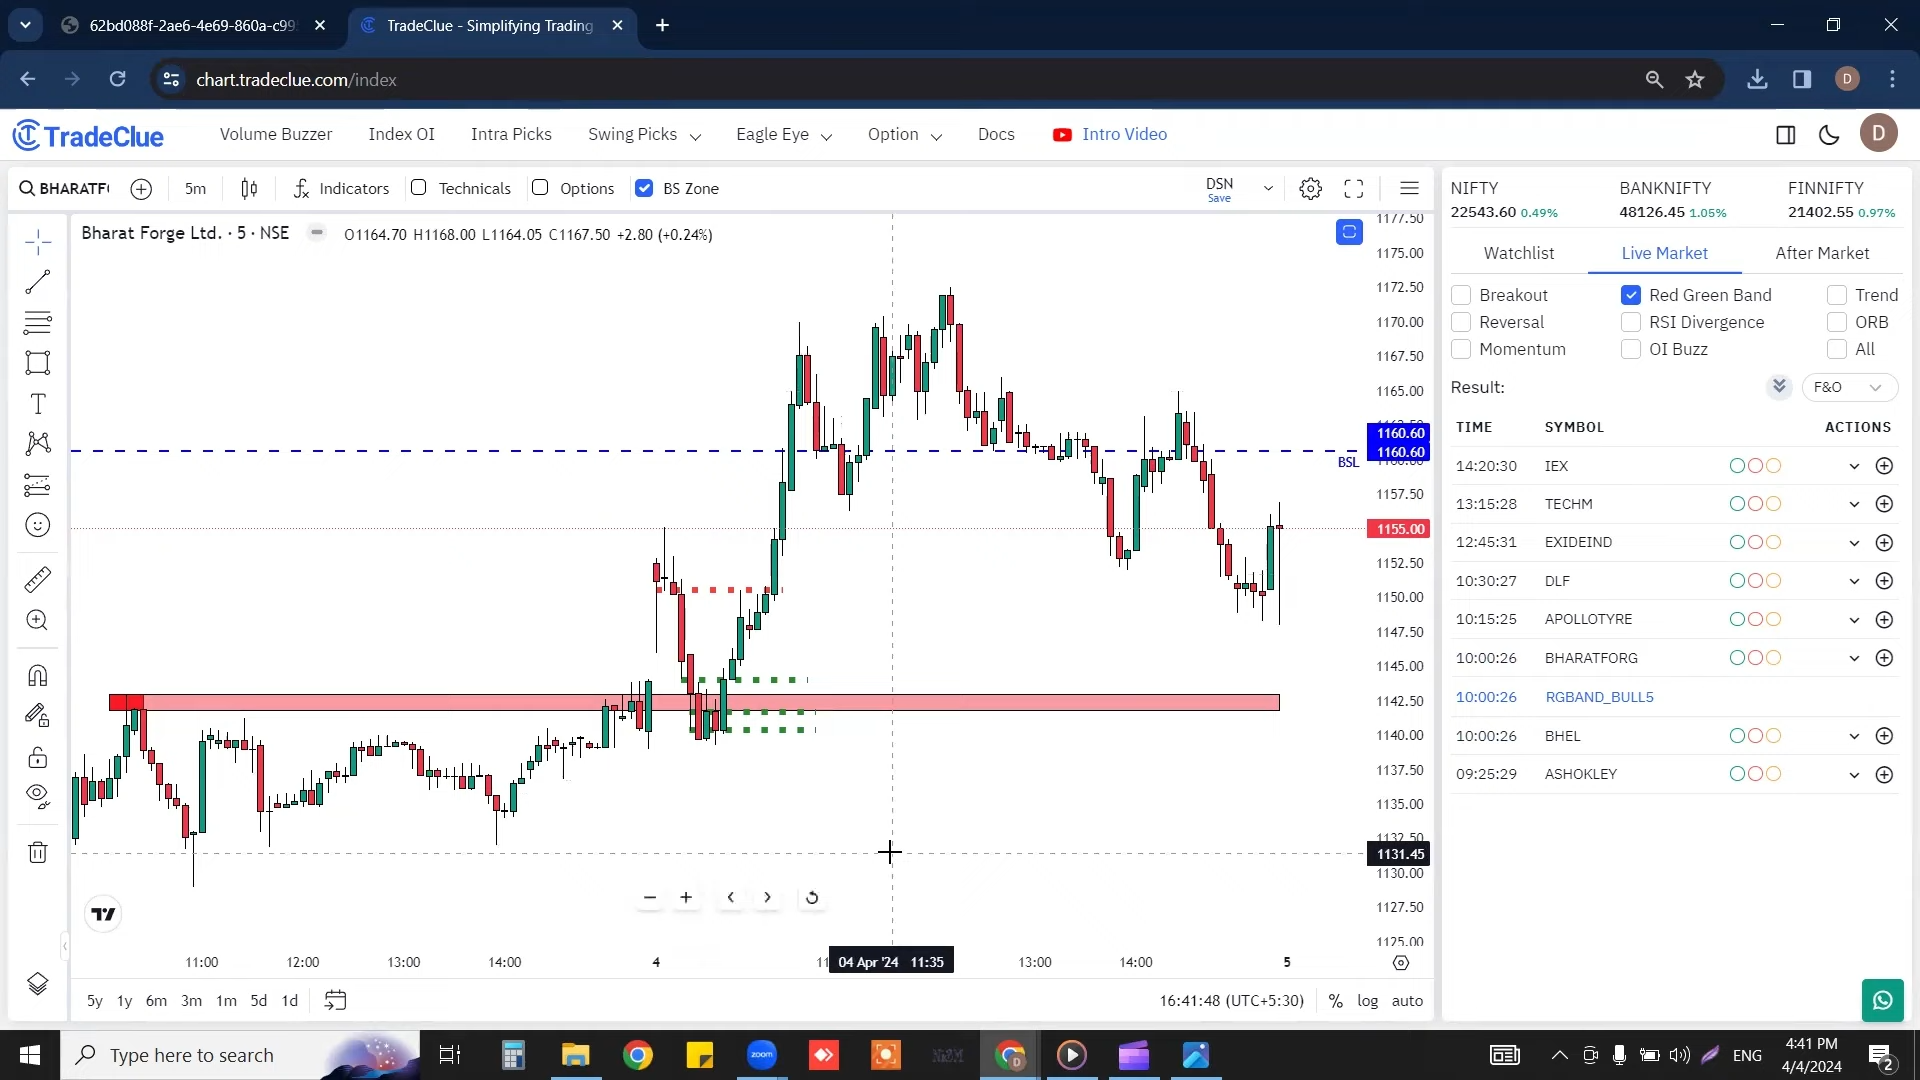 62bd088f-2ae6-4e69-860a-c99
TradeClue - Simplifying Trading
chart.tradeclue.com/index
D
TradeClue
Volume Buzzer
Index OI
Intra Picks
Swing Picks
Eagle Eye
Option
Docs
Intro Video
D
BHARATF
5m
Indicators
Technicals
Options
BS Zone
DSN
Save
Bharat Forge Ltd. · 5 · NSE
O1164.70 H1168.00 L1164.05 C1167.50 +2.80 (+0.24%)
1177.50
1175.00
1172.50
1170.00
1167.50
1165.00
1160.60
1160.60
BSL
1157.50
1155.00
1152.50
1150.00
1147.50
1145.00
1142.50
1140.00
1137.50
1135.00
1132.50
1131.45
1130.00
1127.50
1125.00
11:00
12:00
13:00
14:00
4
11
04 Apr '24 11:35
13:00
14:00
5
5y 1y 6m 3m 1m 5d 1d
16:41:48 (UTC+5:30)
% log auto
NIFTY
22543.60 0.49%
BANKNIFTY
48126.45 1.05%
FINNIFTY
21402.55 0.97%
Watchlist
Live Market
After Market
Breakout
Red Green Band
Trend
Reversal
RSI Divergence
ORB
Momentum
OI Buzz
All
Result:
F&O
TIME SYMBOL ACTIONS
14:20:30 IEX
13:15:28 TECHM
12:45:31 EXIDEIND
10:30:27 DLF
10:15:25 APOLLOTYRE
10:00:26 BHARATFORG
10:00:26 RGBAND_BULL5
10:00:26 BHEL
09:25:29 ASHOKLEY
Type here to search
zoom
ENG
4:41 PM
4/4/2024
2